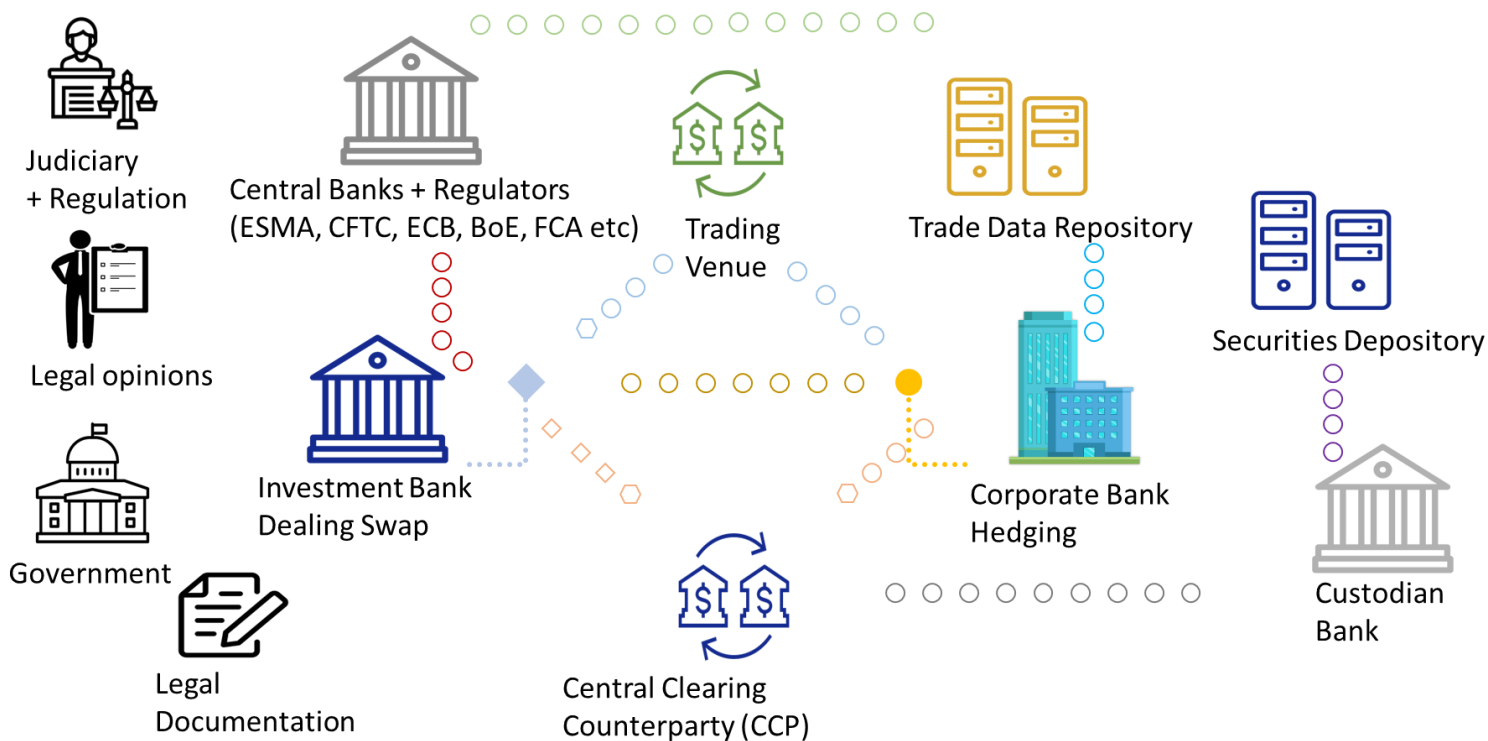 Judiciary
+ Regulation
Central Banks + Regulators
(ESMA, CFTC, ECB, BoE, FCA etc)
$ $
Trading
Venue
Trade Data Repository
Securities Depository
Legal opinions
Investment Bank
Dealing Swap
Corporate Bank
Hedging
Government
Custodian
Bank
$ $
Legal
Documentation
Central Clearing
Counterparty (CCP)